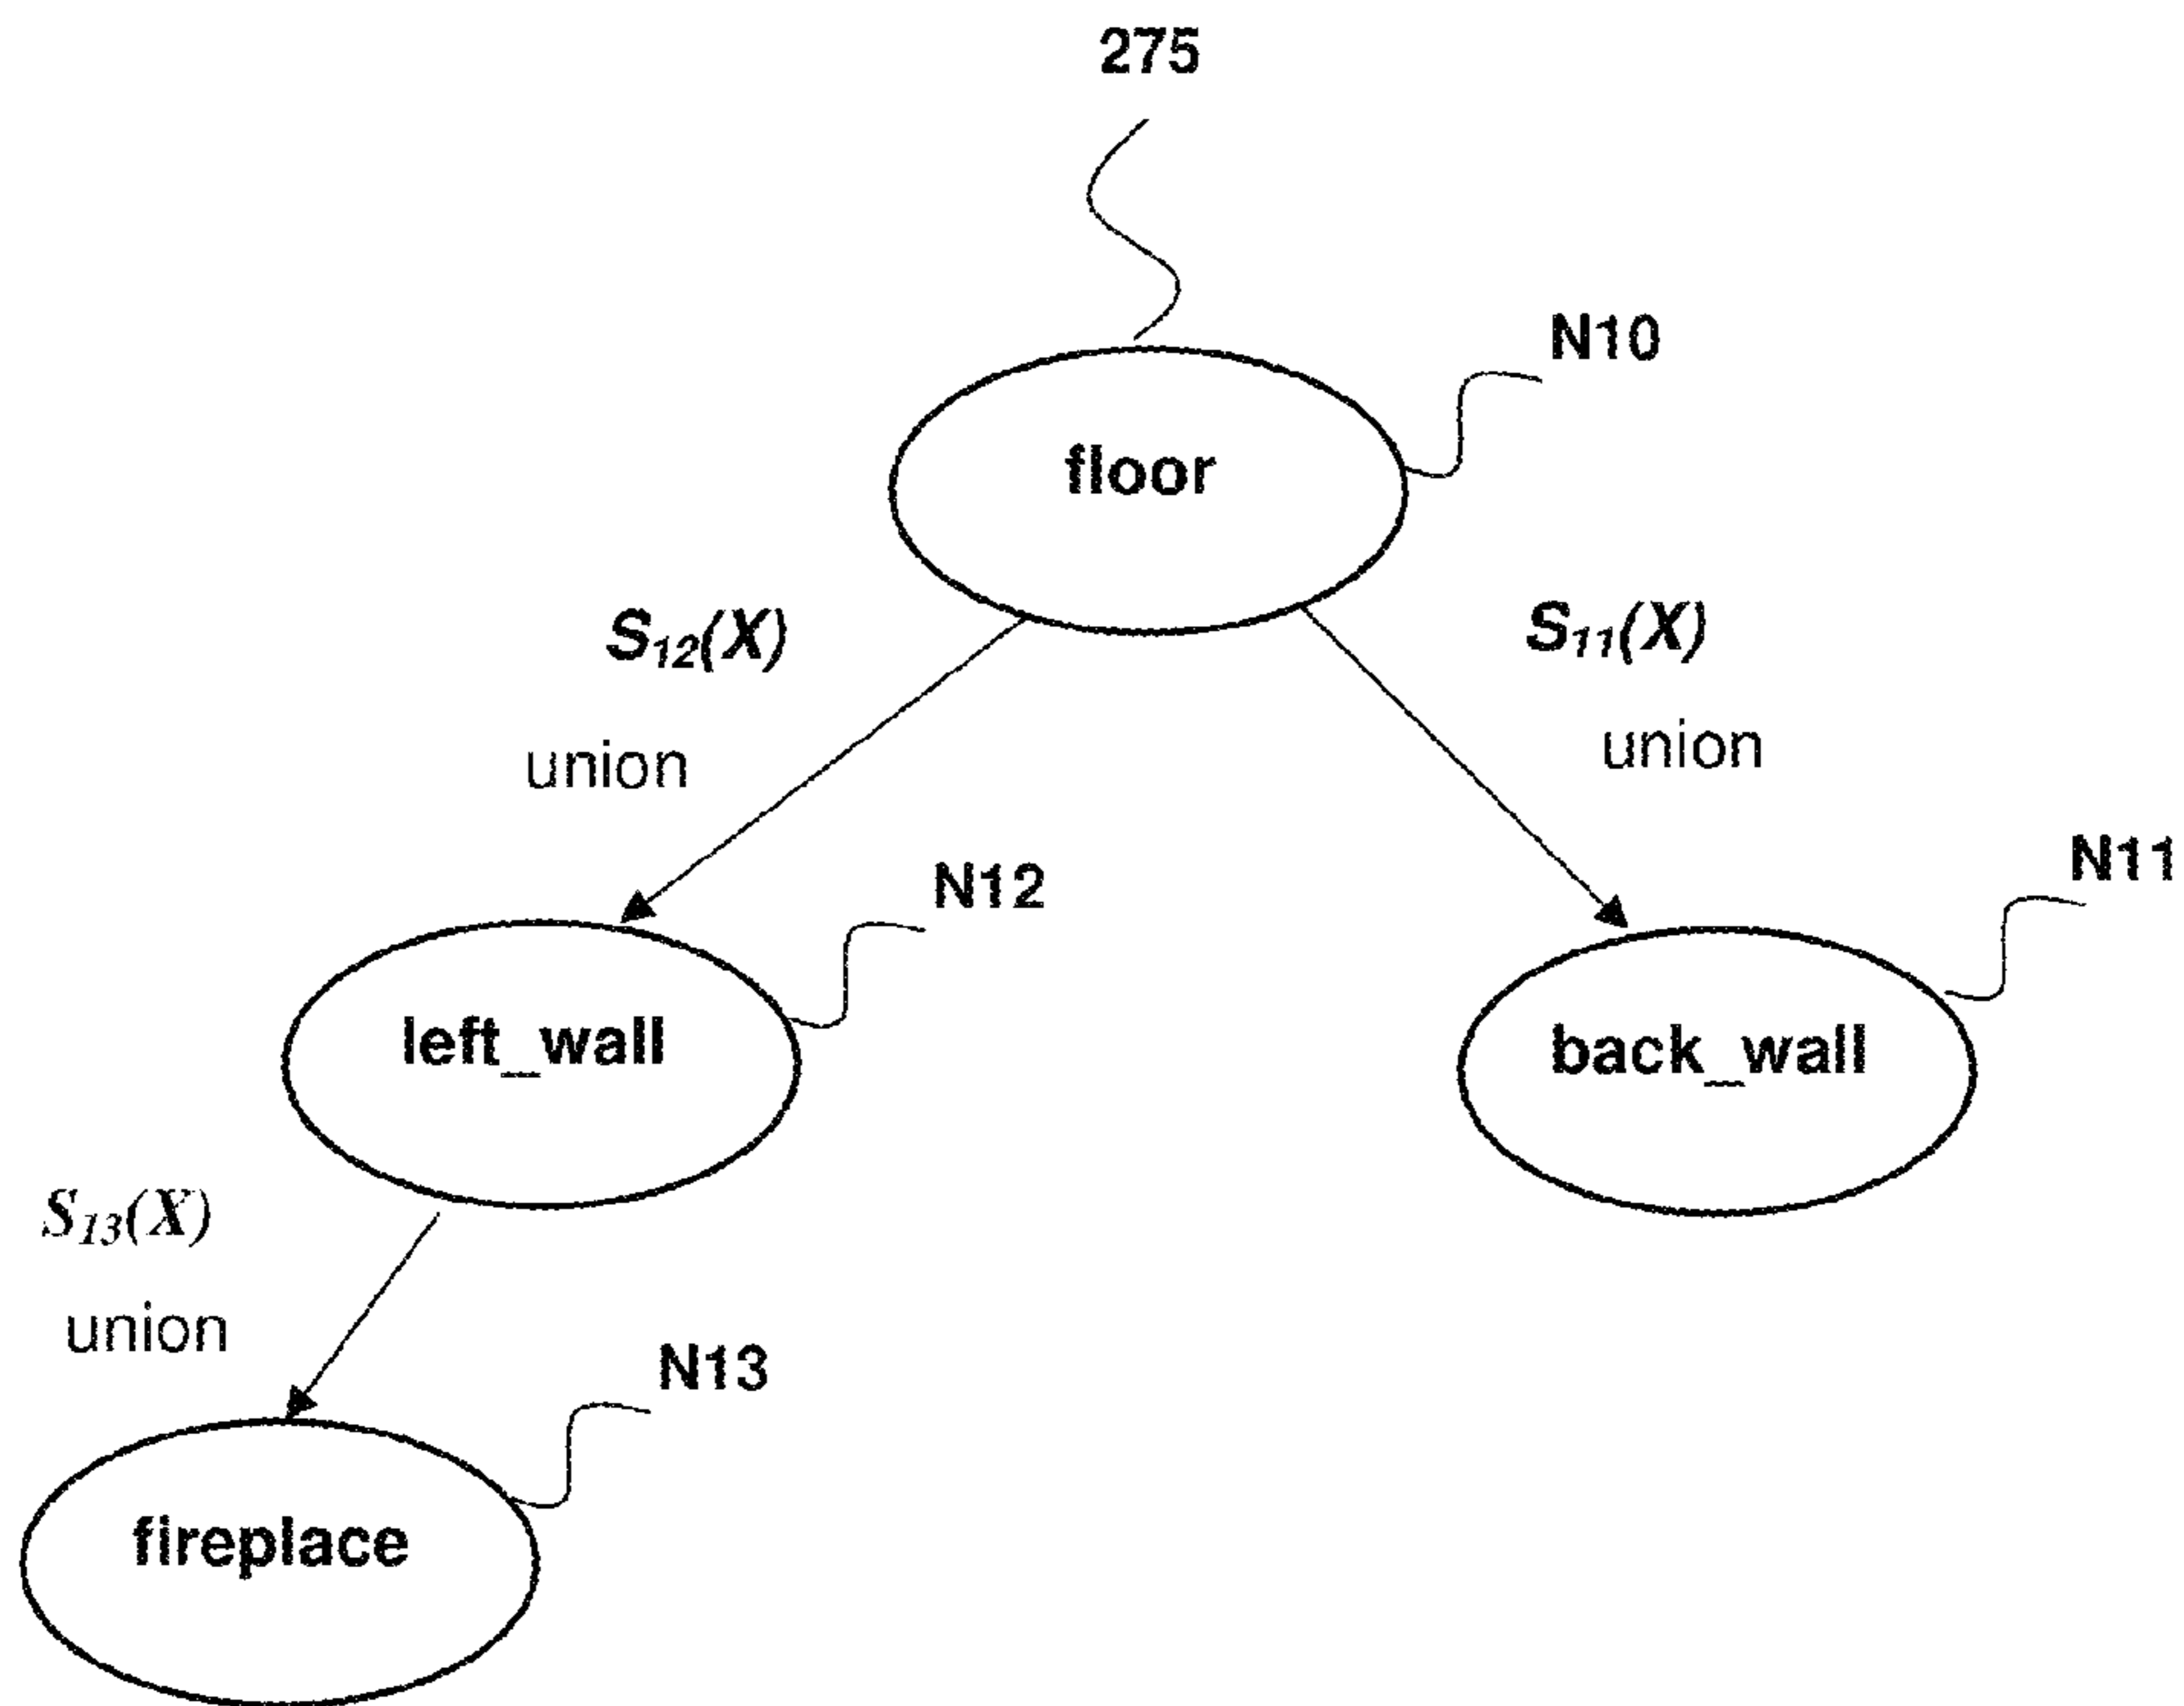 275
N10
floor
S₁₂(X)
S₁₁(X)
union
union
N12
N11
left_wall
back_wall
S₁₃(X)
union
N13
fireplace